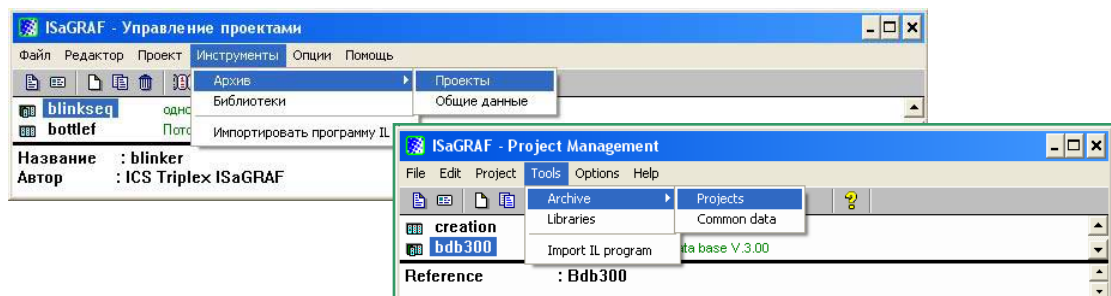 ISaGRAF - Управление проектами
Файл Редактор Проект Инструменты Опции Помощь
Архив
Проекты
Библиотеки
Общие данные
Импортировать программу IL
blinkseq
bottlef
Название : blinker
Автор : ICS Triplex ISaGRAF
ISaGRAF - Project Management
File Edit Project Tools Options Help
Archive
Projects
Libraries
Common data
Import IL program
creation
bdb300 base V.3.00
Reference : Bdb300